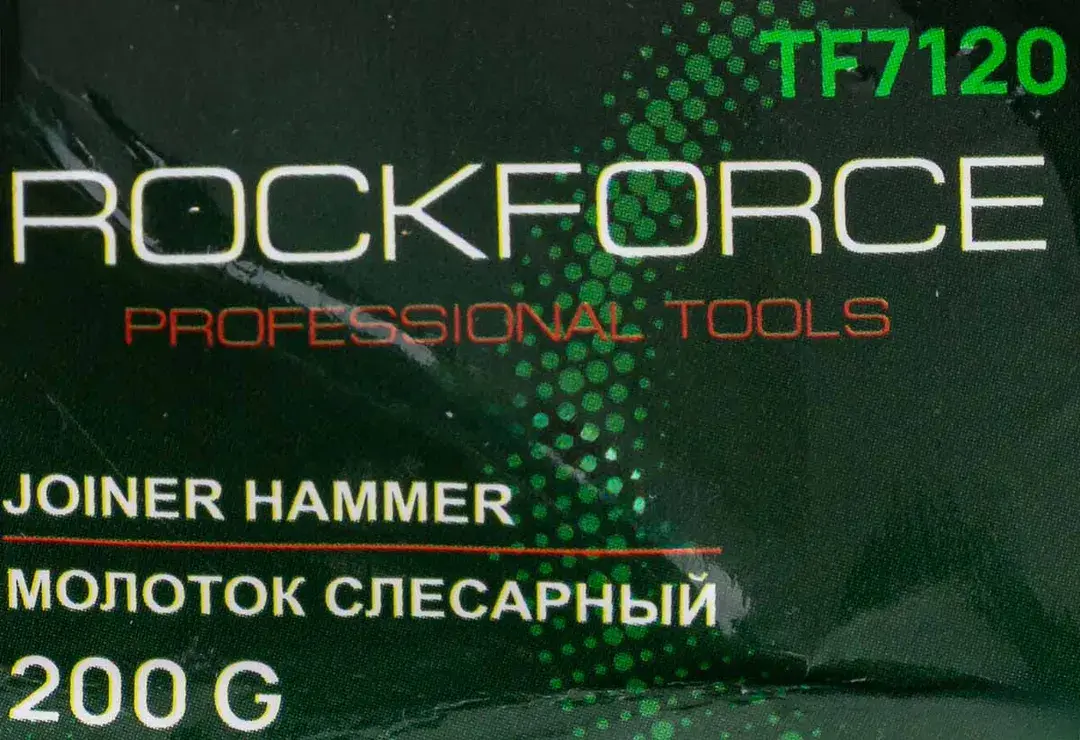 TF7120
ROCKFORCE
PROFESSIONAL TOOLS
JOINER HAMMER
МОЛОТОК СЛЕСАРНЫЙ
200 G